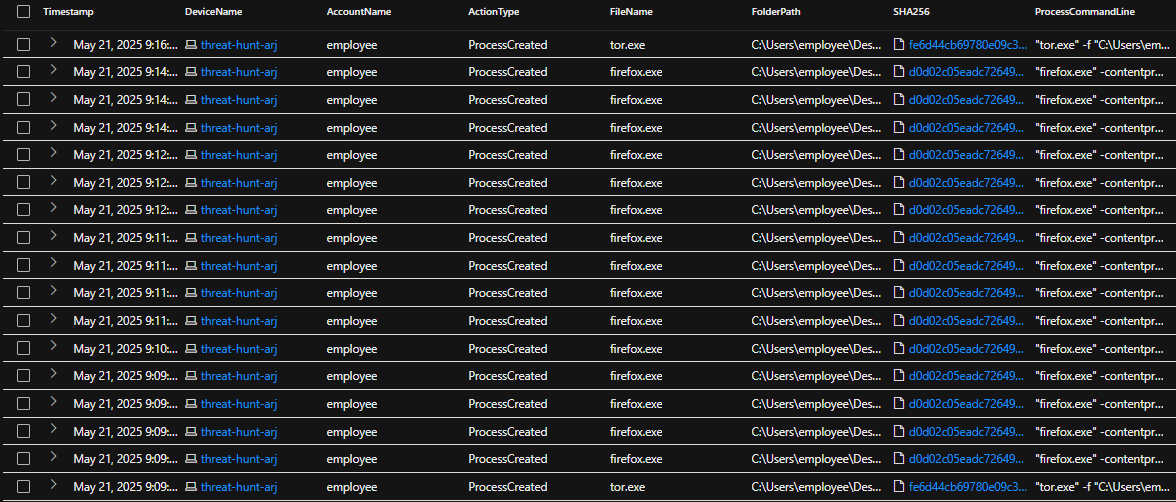 Timestamp DeviceName AccountName ActionType FileName FolderPath SHA256 ProcessCommandLine
May 21, 2025 9:16:... threat-hunt-arj employee ProcessCreated tor.exe C:\Users\employee\Des... fe6d44cb69780e09c3... "tor.exe" -f "C:\Users\em...
May 21, 2025 9:14:... threat-hunt-arj employee ProcessCreated firefox.exe C:\Users\employee\Des... d0d02c05eadc72649... "firefox.exe" -contentpr...
May 21, 2025 9:14:... threat-hunt-arj employee ProcessCreated firefox.exe C:\Users\employee\Des... d0d02c05eadc72649... "firefox.exe" -contentpr...
May 21, 2025 9:14:... threat-hunt-arj employee ProcessCreated firefox.exe C:\Users\employee\Des... d0d02c05eadc72649... "firefox.exe" -contentpr...
May 21, 2025 9:12:... threat-hunt-arj employee ProcessCreated firefox.exe C:\Users\employee\Des... d0d02c05eadc72649... "firefox.exe" -contentpr...
May 21, 2025 9:12:... threat-hunt-arj employee ProcessCreated firefox.exe C:\Users\employee\Des... d0d02c05eadc72649... "firefox.exe" -contentpr...
May 21, 2025 9:12:... threat-hunt-arj employee ProcessCreated firefox.exe C:\Users\employee\Des... d0d02c05eadc72649... "firefox.exe" -contentpr...
May 21, 2025 9:11:... threat-hunt-arj employee ProcessCreated firefox.exe C:\Users\employee\Des... d0d02c05eadc72649... "firefox.exe" -contentpr...
May 21, 2025 9:11:... threat-hunt-arj employee ProcessCreated firefox.exe C:\Users\employee\Des... d0d02c05eadc72649... "firefox.exe" -contentpr...
May 21, 2025 9:11:... threat-hunt-arj employee ProcessCreated firefox.exe C:\Users\employee\Des... d0d02c05eadc72649... "firefox.exe" -contentpr...
May 21, 2025 9:11:... threat-hunt-arj employee ProcessCreated firefox.exe C:\Users\employee\Des... d0d02c05eadc72649... "firefox.exe" -contentpr...
May 21, 2025 9:10:... threat-hunt-arj employee ProcessCreated firefox.exe C:\Users\employee\Des... d0d02c05eadc72649... "firefox.exe" -contentpr...
May 21, 2025 9:09:... threat-hunt-arj employee ProcessCreated firefox.exe C:\Users\employee\Des... d0d02c05eadc72649... "firefox.exe" -contentpr...
May 21, 2025 9:09:... threat-hunt-arj employee ProcessCreated firefox.exe C:\Users\employee\Des... d0d02c05eadc72649... "firefox.exe" -contentpr...
May 21, 2025 9:09:... threat-hunt-arj employee ProcessCreated firefox.exe C:\Users\employee\Des... d0d02c05eadc72649... "firefox.exe" -contentpr...
May 21, 2025 9:09:... threat-hunt-arj employee ProcessCreated firefox.exe C:\Users\employee\Des... d0d02c05eadc72649... "firefox.exe" -contentpr...
May 21, 2025 9:09:... threat-hunt-arj employee ProcessCreated tor.exe C:\Users\employee\Des... fe6d44cb69780e09c3... "tor.exe" -f "C:\Users\em...